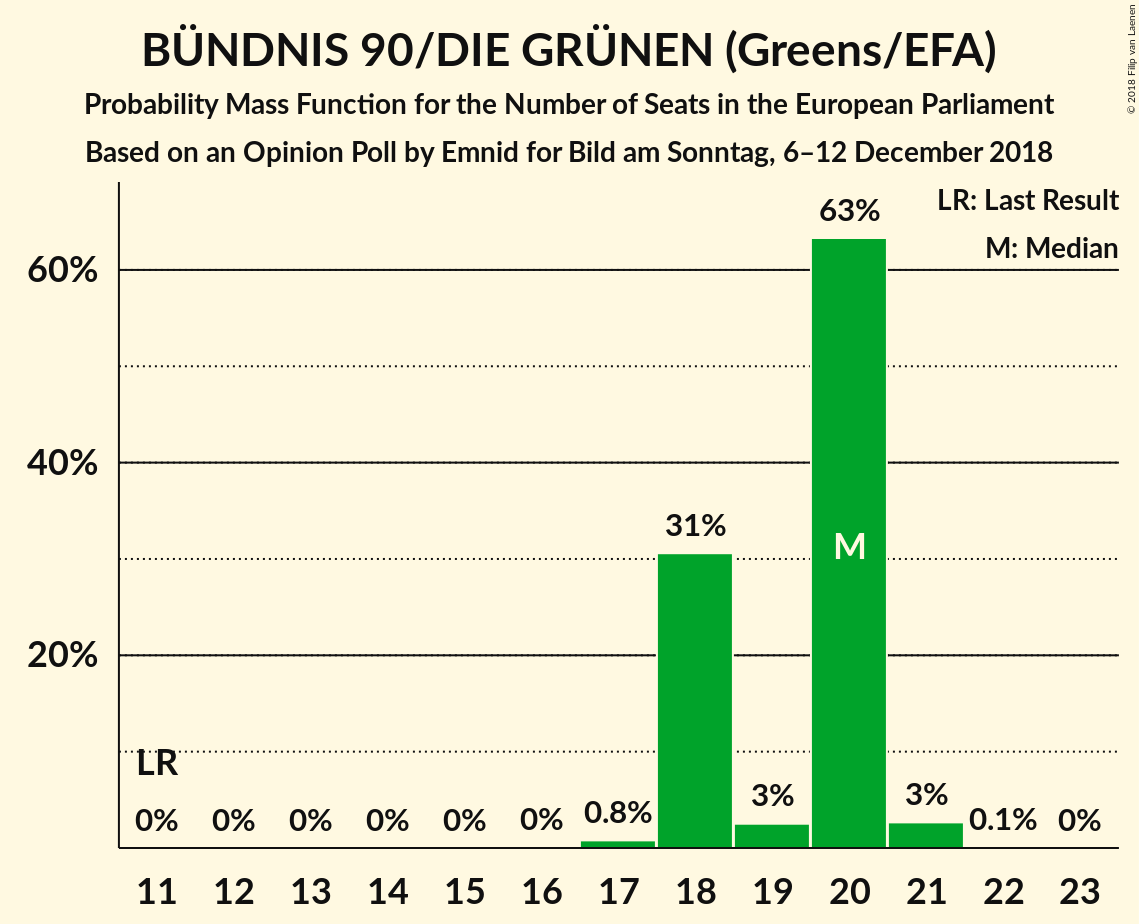 BÜNDNIS 90/DIE GRÜNEN (Greens/EFA)
Probability Mass Function for the Number of Seats in the European Parliament
Based on an Opinion Poll by Emnid for Bild am Sonntag, 6–12 December 2018
© 2018 Filip van Laenen
LR: Last Result
M: Median
60%
40%
20%
63%
31%
M
LR
0% 0% 0% 0% 0% 0% 0.8% 3% 3% 0.1% 0%
11 12 13 14 15 16 17 18 19 20 21 22 23